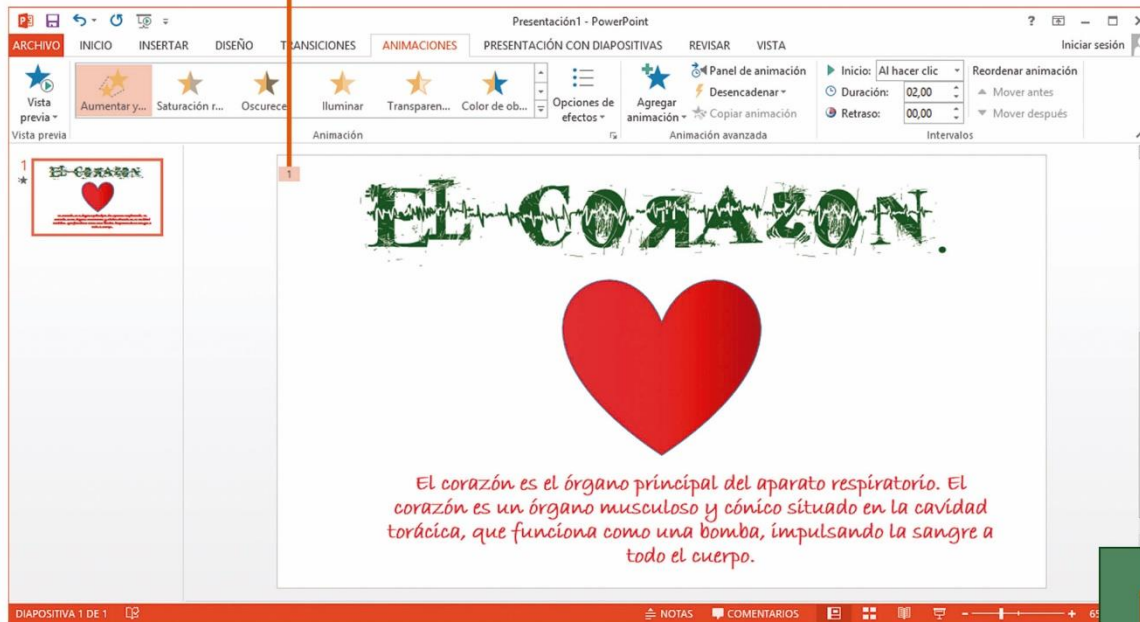 Presentación1 - PowerPoint
ARCHIVO INICIO INSERTAR DISEÑO TRANSICIONES ANIMACIONES PRESENTACIÓN CON DIAPOSITIVAS REVISAR VISTA Iniciar sesión
Vista previa
Aumentar y... Saturación r... Oscurece Iluminar Transparen... Color de ob...
Opciones de efectos
Agregar animación
Panel de animación
Desencadenar
Copiar animación
Inicio: Al hacer clic
Duración: 02,00
Retraso: 00,00
Reordenar animación
Mover antes
Mover después
Vista previa Animación Animación avanzada Intervalos
1
EL CORAZON.
1
EL CORAZON.
El corazón es el órgano principal del aparato respiratorio. El
corazón es un órgano musculoso y cónico situado en la cavidad
torácica, que funciona como una bomba, impulsando la sangre a
todo el cuerpo.
DIAPOSITIVA 1 DE 1 NOTAS COMENTARIOS